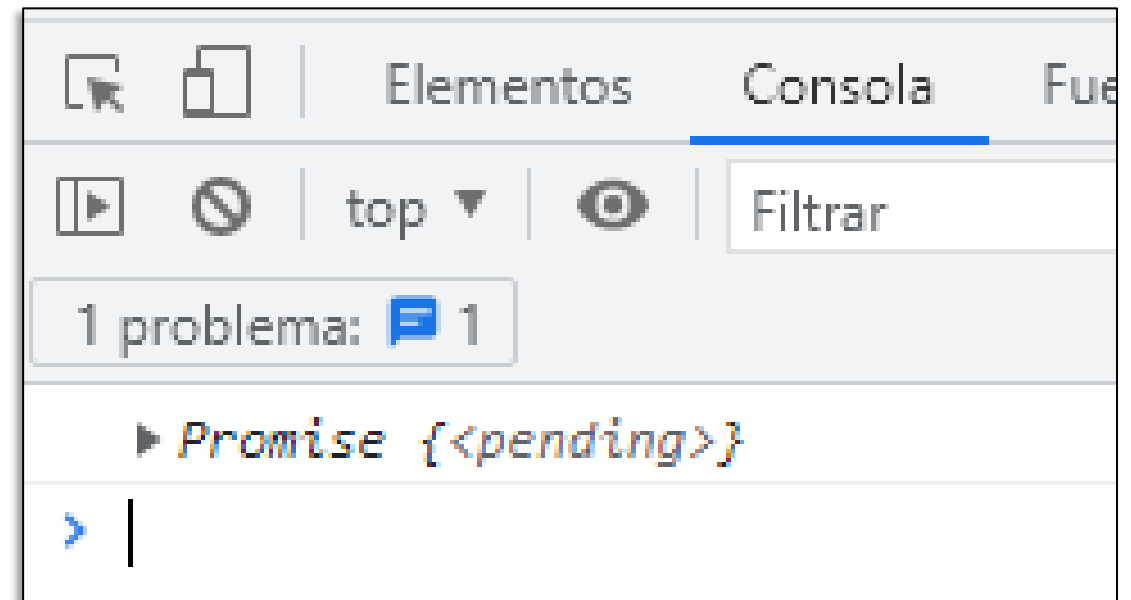 Elementos Consola Fue
top Filtrar
1 problema: 1
Promise {<pending>}